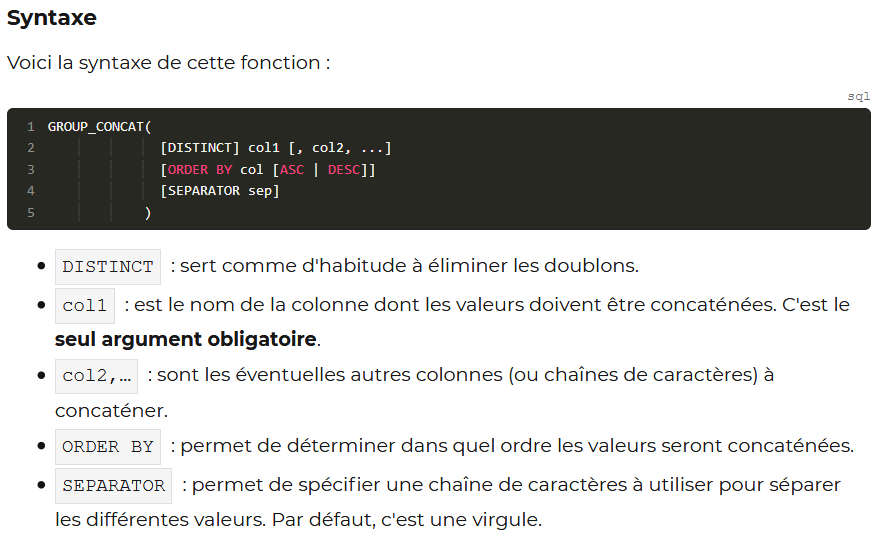 Syntaxe
Voici la syntaxe de cette fonction :
sql
1 GROUP_CONCAT(
2 [DISTINCT] col1 [, col2, ...]
3 [ORDER BY col [ASC | DESC]]
4 [SEPARATOR sep]
5 )
• DISTINCT : sert comme d'habitude à éliminer les doublons.
• col1 : est le nom de la colonne dont les valeurs doivent être concaténées. C'est le
seul argument obligatoire.
• col2,… : sont les éventuelles autres colonnes (ou chaînes de caractères) à
concaténer.
• ORDER BY : permet de déterminer dans quel ordre les valeurs seront concaténées.
• SEPARATOR : permet de spécifier une chaîne de caractères à utiliser pour séparer
les différentes valeurs. Par défaut, c'est une virgule.